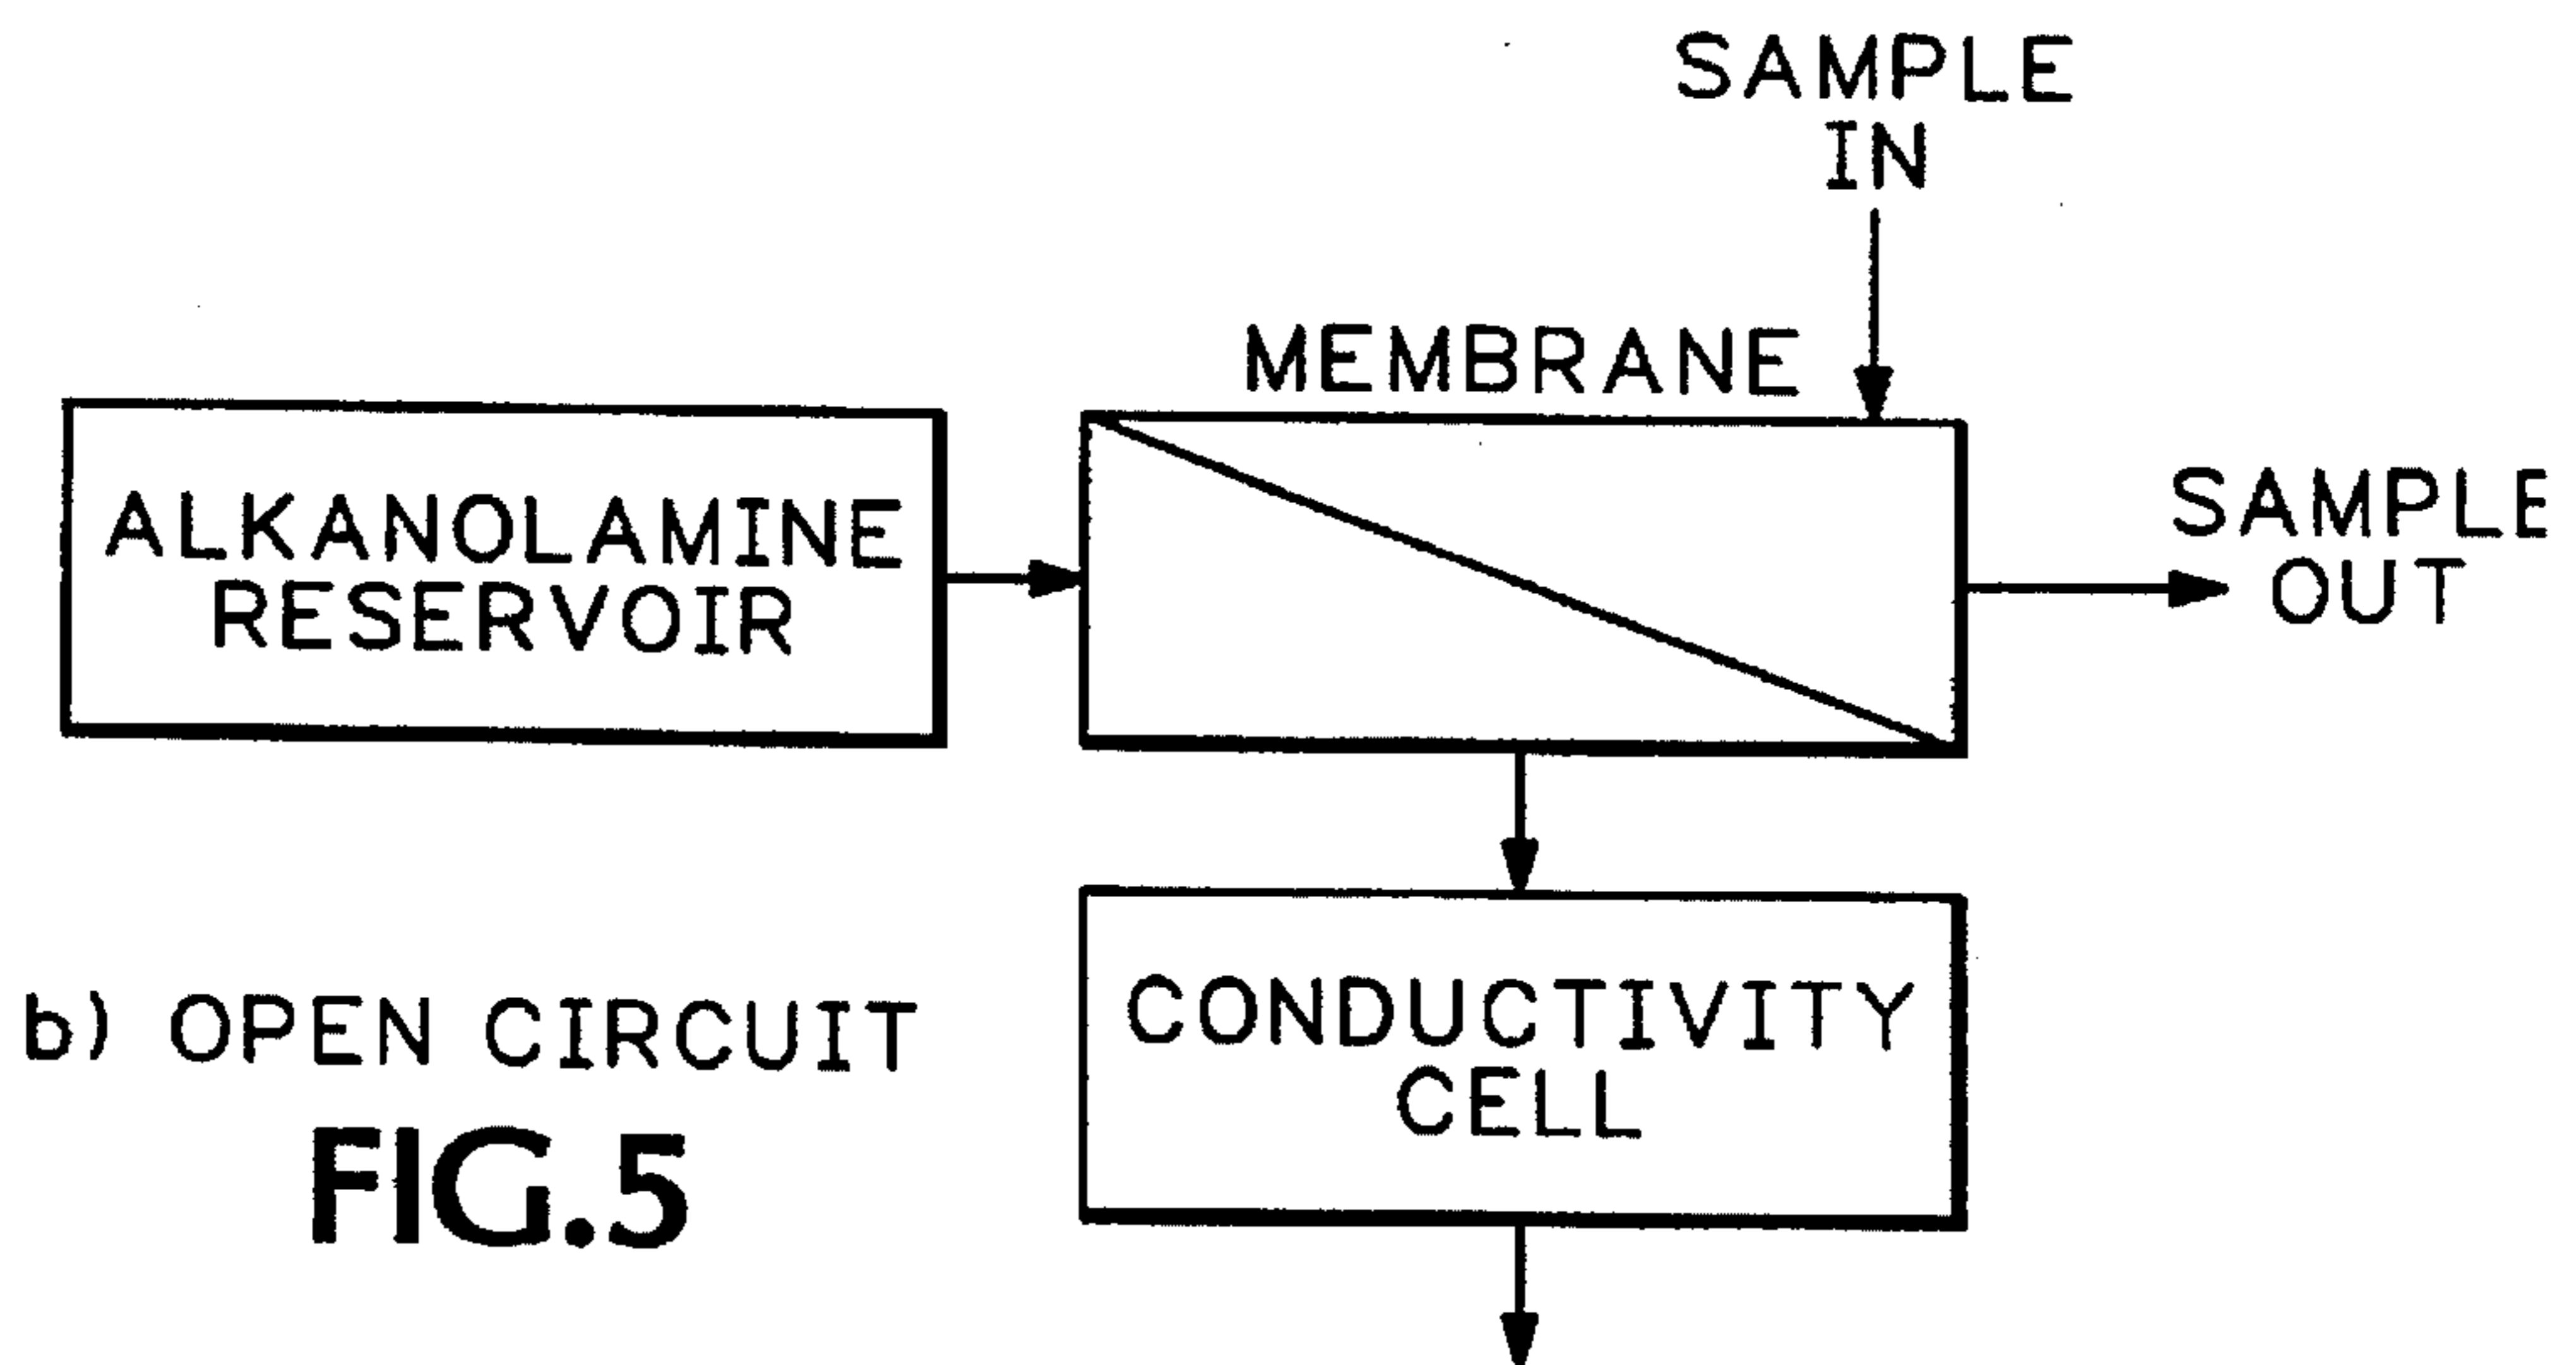 SAMPLE
IN
MEMBRANE
ALKANOLAMINE
RESERVOIR
SAMPLE
OUT
CONDUCTIVITY
CELL
b) OPEN CIRCUIT
FIG.5